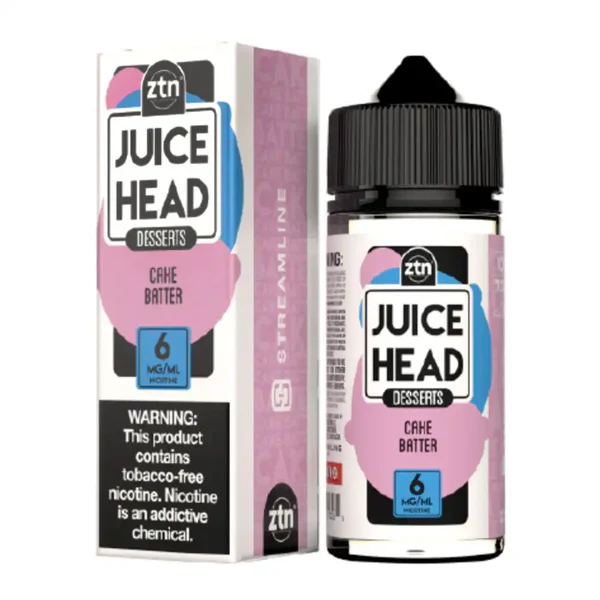 ztn
JUICE
HEAD
DESSERTS
CAKE
BATTER
6
MG/ML
NICOTINE
WARNING:
This product
contains
tobacco-free
nicotine. Nicotine
is an addictive
chemical.
STREAMLINE
ztn
ztn
JUICE
HEAD
DESSERTS
CAKE
BATTER
6
MG/ML
NICOTINE